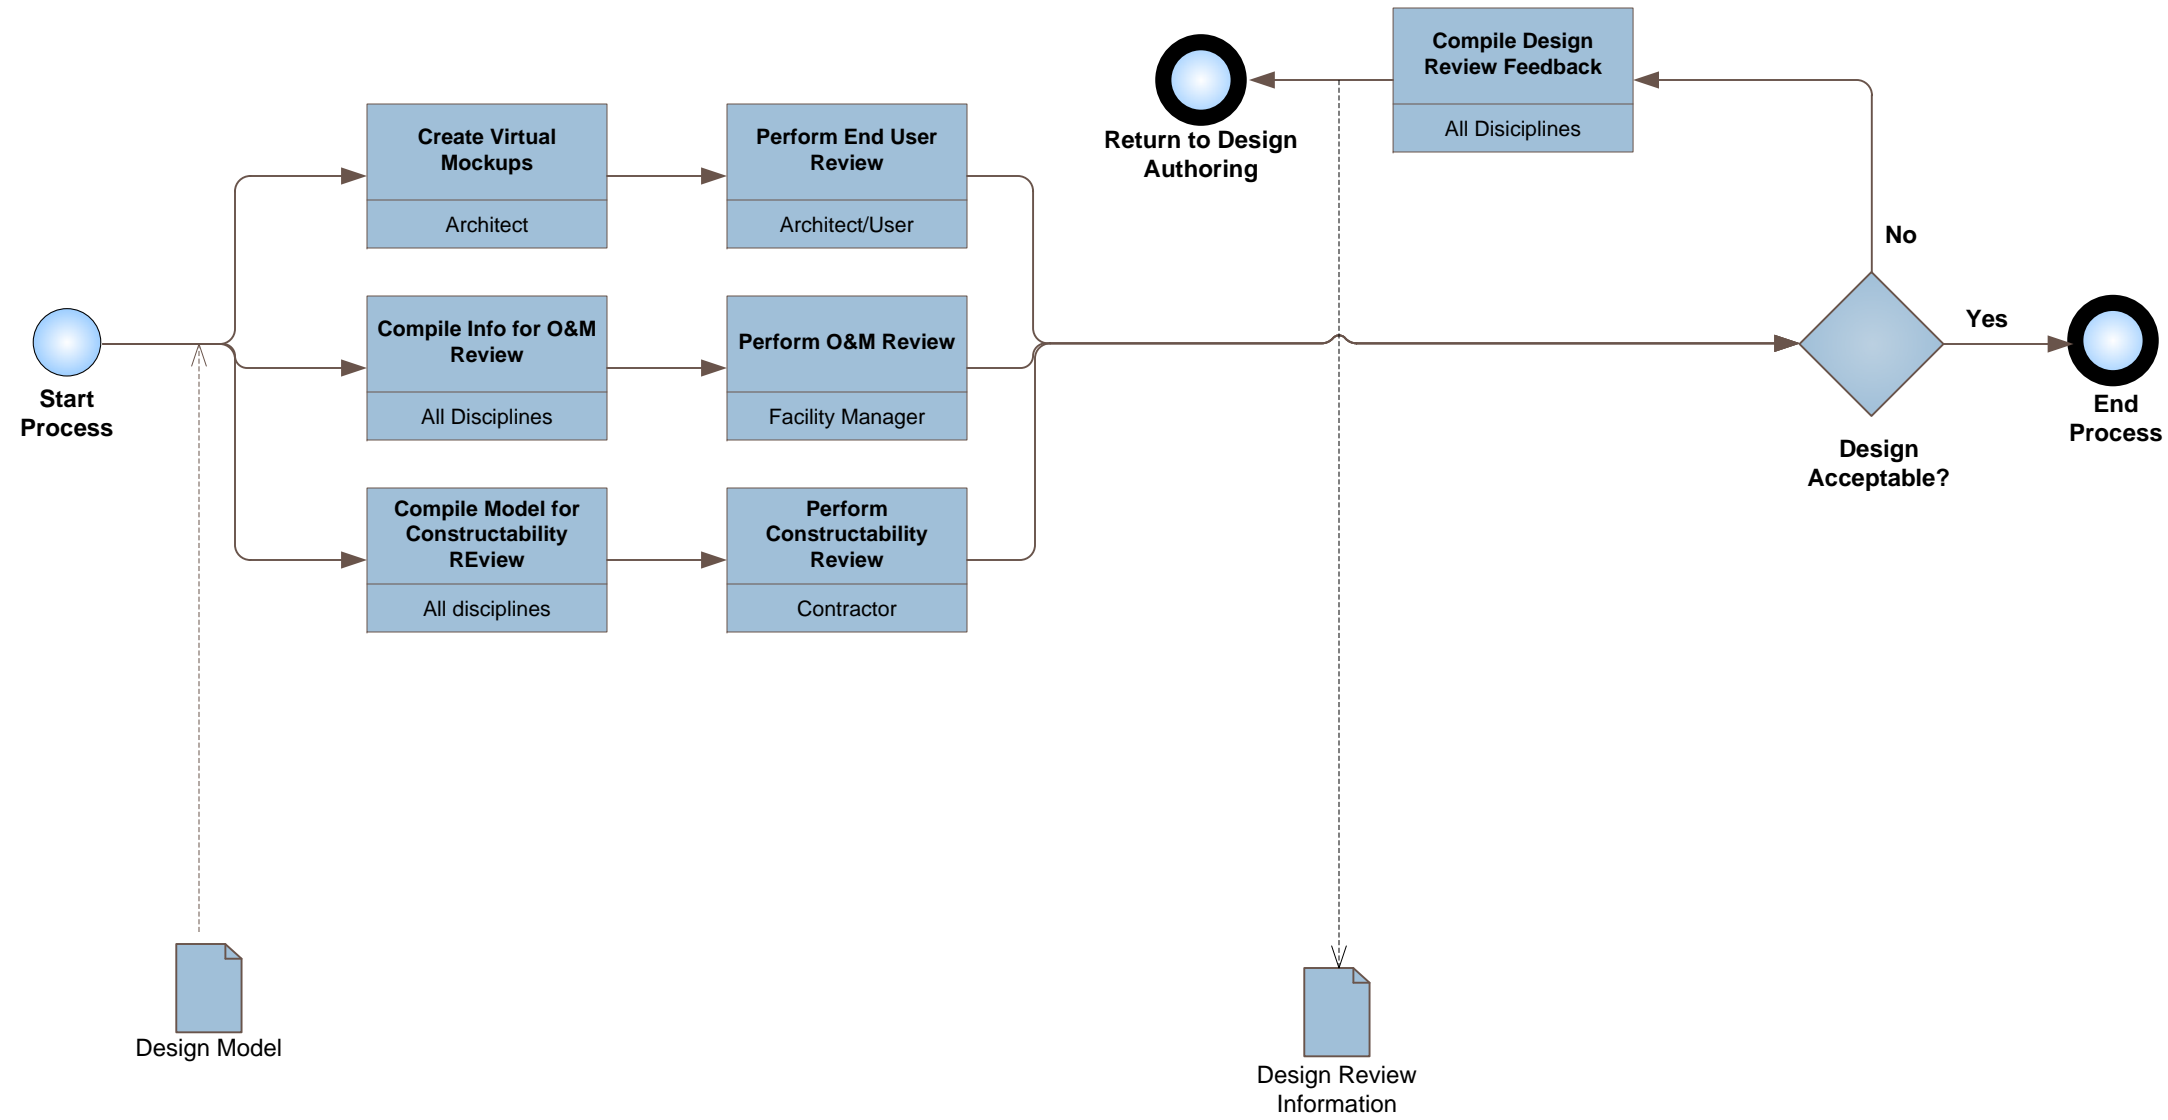 Compile Design
Review Feedback
All Disiciplines
Return to Design
Authoring
Create Virtual
Mockups
Architect
Perform End User
Review
Architect/User
No
Start
Process
Compile Info for O&M
Review
All Disciplines
Perform O&M Review
Facility Manager
Yes
End
Process
Design
Acceptable?
Compile Model for
Constructability
REview
All disciplines
Perform
Constructability
Review
Contractor
Design Model
Design Review
Information